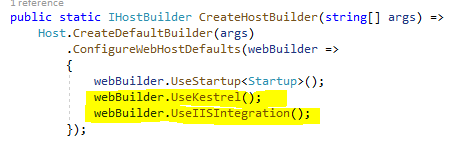 1 reference
public static IHostBuilder CreateHostBuilder(string[] args) =>
Host.CreateDefaultBuilder(args)
.ConfigureWebHostDefaults(webBuilder =>
{
webBuilder.UseStartup<Startup>();
webBuilder.UseKestrel();
webBuilder.UseIISIntegration();
});